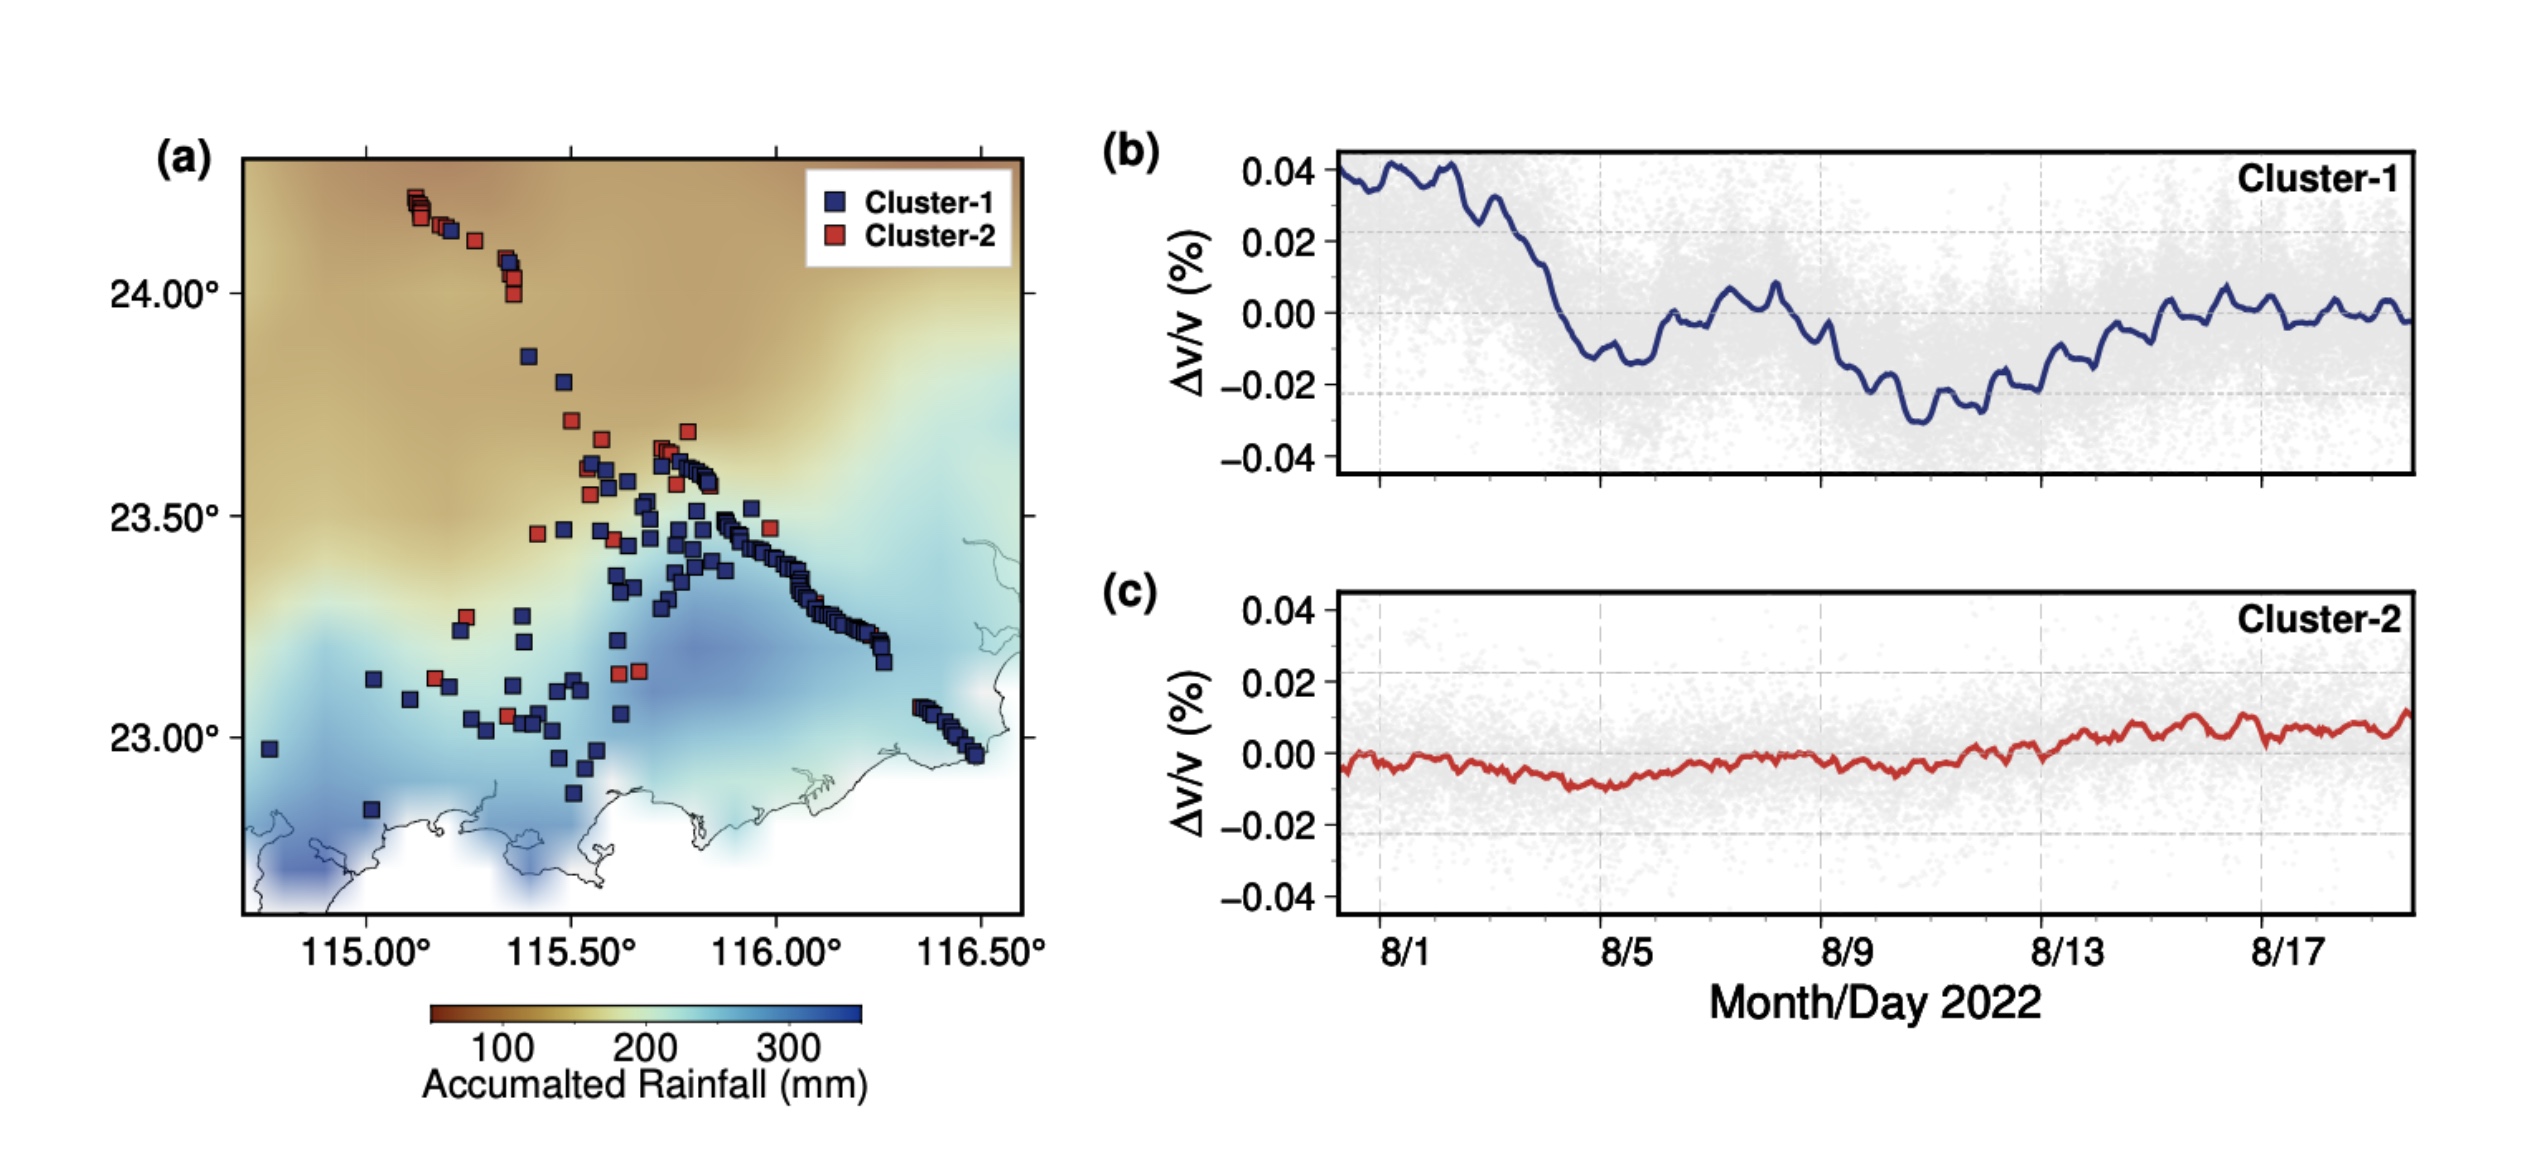 (a)
Cluster-1
Cluster-2
24.00°
23.50°
23.00°
115.00° 115.50° 116.00° 116.50°
100 200 300
Accumalted Rainfall (mm)
(b)
Cluster-1
0.04
0.02
0.00
−0.02
−0.04
Δv/v (%)
(c)
Cluster-2
0.04
0.02
0.00
−0.02
−0.04
Δv/v (%)
8/1 8/5 8/9 8/13 8/17
Month/Day 2022